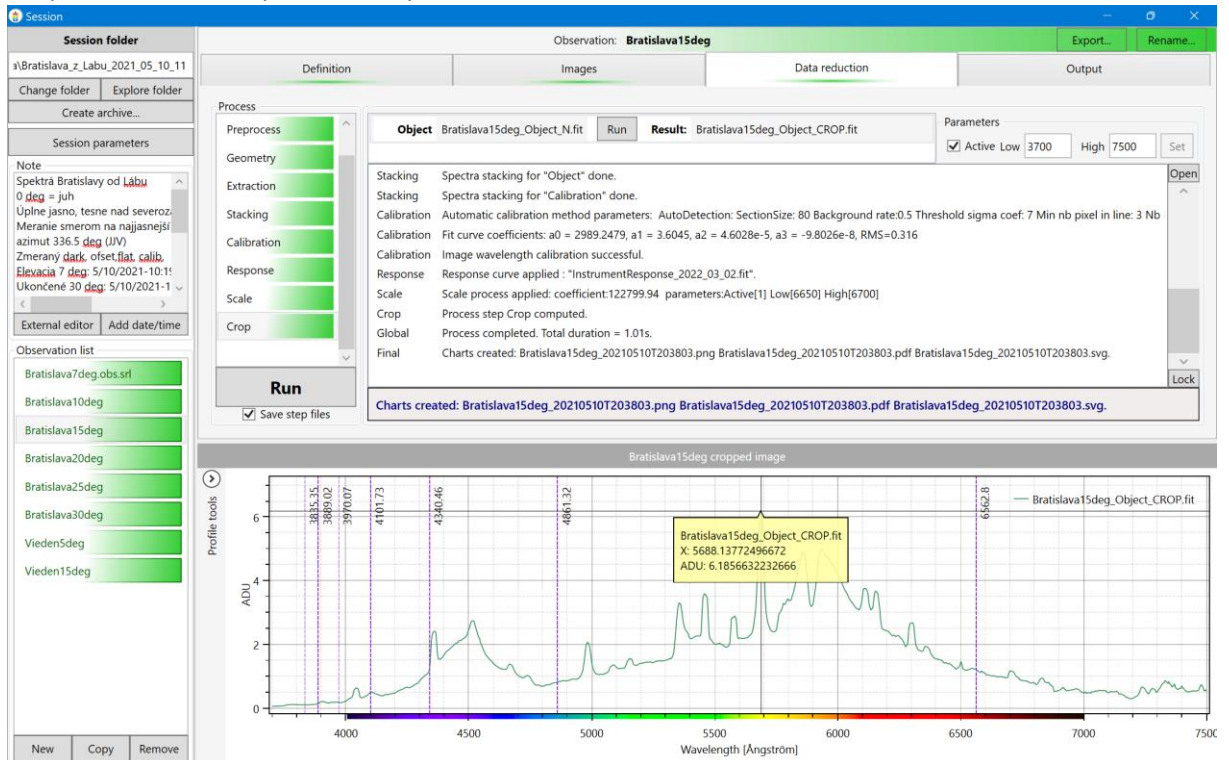 Session
Session folder
ı\Bratislava_z_Labu_2021_05_10_11
Change folder Explore folder
Create archive...
Session parameters
Note
Spektrá Bratislavy od Lábu
0 deg = juh
Úplne jasno, tesne nad severoz
Meranie smerom na najjasnejší
azimut 336.5 deg (JJV)
Zmeraný dark, ofset,flat, calib,
Elevacia 7 deg: 5/10/2021-10:1
Ukončené 30 deg: 5/10/2021-1
External editor Add date/time
Observation list
Bratislava7deg.obs.srl
Bratislava10deg
Bratislava15deg
Bratislava20deg
Bratislava25deg
Bratislava30deg
Vieden5deg
Vieden15deg
New Copy Remove
Observation: Bratislava15deg
Export... Rename...
Definition Images Data reduction Output
Process
Preprocess
Geometry
Extraction
Stacking
Calibration
Response
Scale
Crop
Run
Save step files
Object Bratislava15deg_Object_N.fit Run Result: Bratislava15deg_Object_CROP.fit
Parameters
Active Low 3700 High 7500 Set
Open
Stacking Spectra stacking for "Object" done.
Stacking Spectra stacking for "Calibration" done.
Calibration Automatic calibration method parameters: AutoDetection: SectionSize: 80 Background rate:0.5 Threshold sigma coef: 7 Min nb pixel in line: 3 Nb
Calibration Fit curve coefficients: a0 = 2989.2479, a1 = 3.6045, a2 = 4.6028e-5, a3 = -9.8026e-8, RMS=0.316
Calibration Image wavelength calibration successful.
Response Response curve applied : "InstrumentResponse_2022_03_02.fit".
Scale Scale process applied: coefficient:122799.94 parameters:Active[1] Low[6650] High[6700]
Crop Process step Crop computed.
Global Process completed. Total duration = 1.01s.
Final Charts created: Bratislava15deg_20210510T203803.png Bratislava15deg_20210510T203803.pdf Bratislava15deg_20210510T203803.svg.
Lock
Charts created: Bratislava15deg_20210510T203803.png Bratislava15deg_20210510T203803.pdf Bratislava15deg_20210510T203803.svg.
Bratislava15deg cropped image
Profile tools
3835.35
3889.02
3970.07
4101.73
4340.46
4861.32
6562.8
Bratislava15deg_Object_CROP.fit
Bratislava15deg_Object_CROP.fit
X: 5688.13772496672
ADU: 6.1856632232666
ADU
6
4
2
0
4000 4500 5000 5500 6000 6500 7000 7500
Wavelength [Ångström]